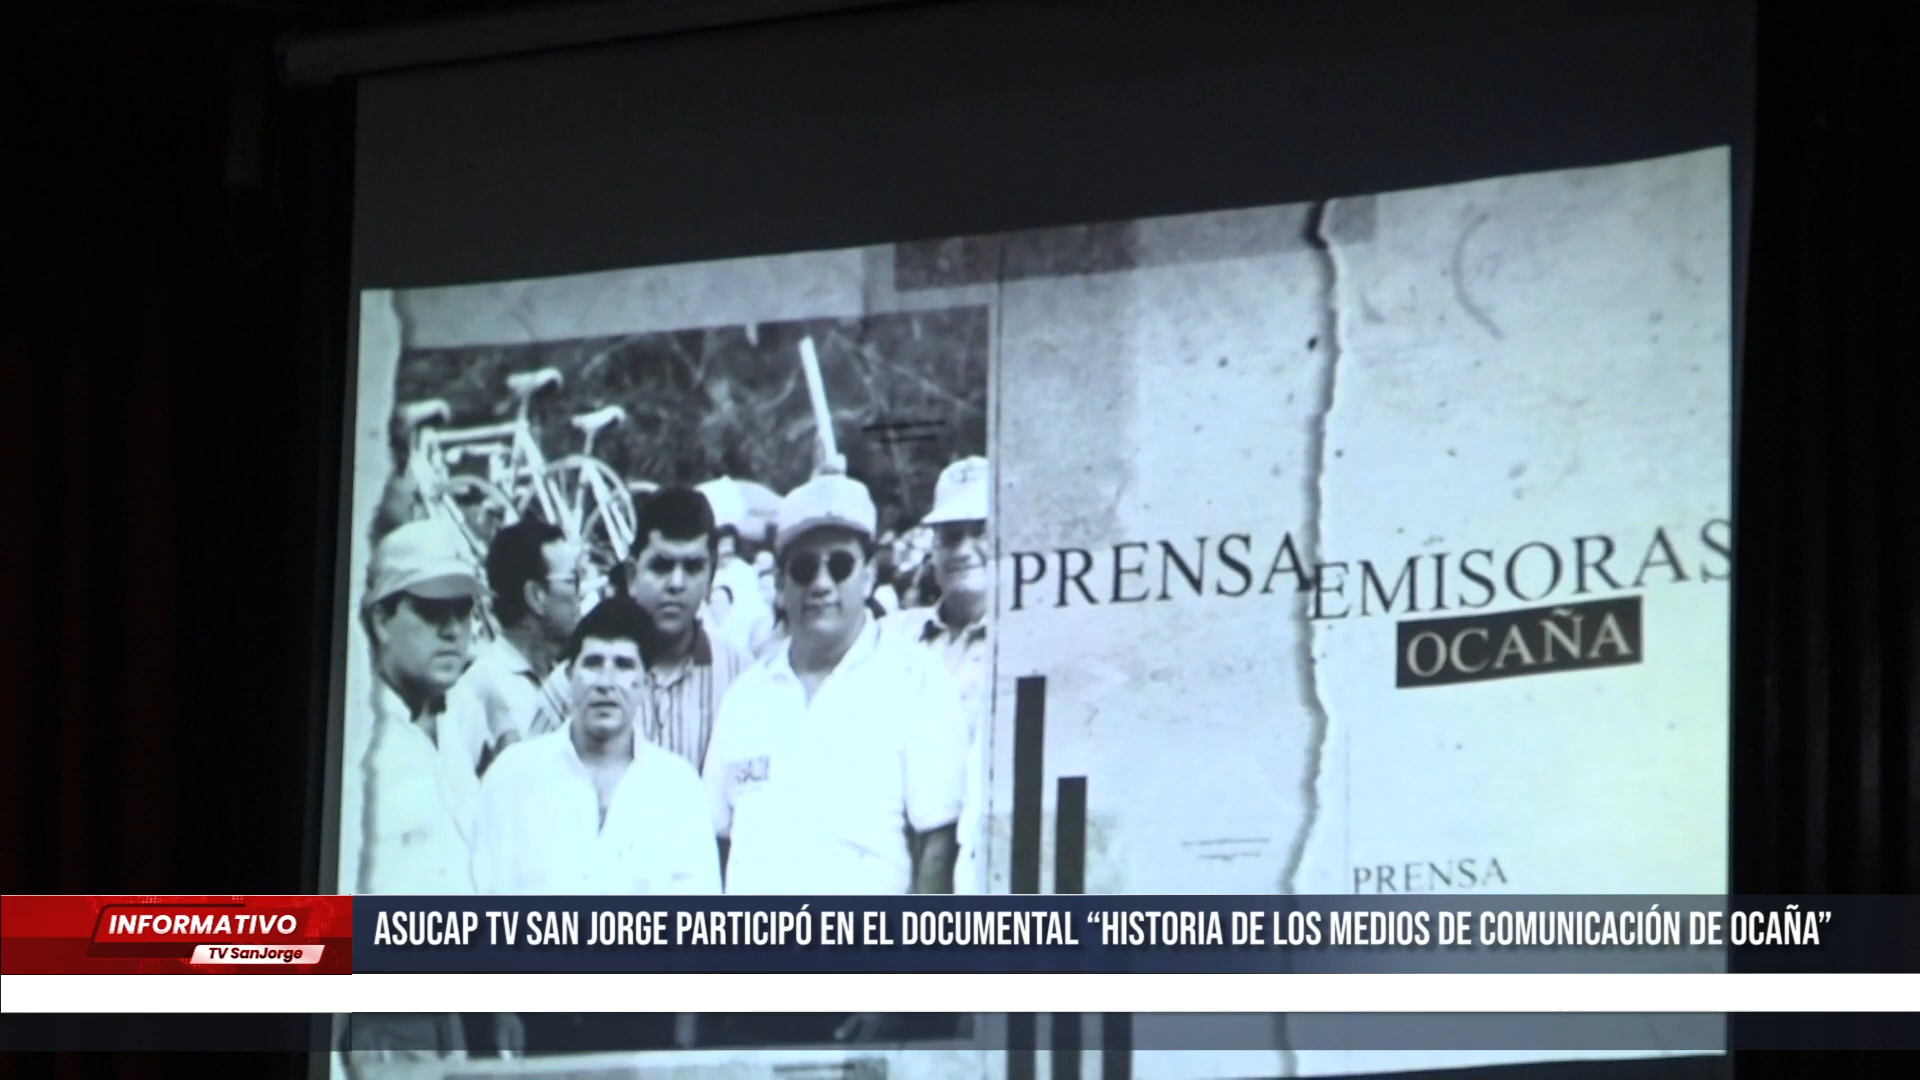 PRENSA
EMISORAS
OCAÑA
PRENSA
INFORMATIVO
TV SanJorge
ASUCAP TV SAN JORGE PARTICIPÓ EN EL DOCUMENTAL “HISTORIA DE LOS MEDIOS DE COMUNICACIÓN DE OCAÑA”